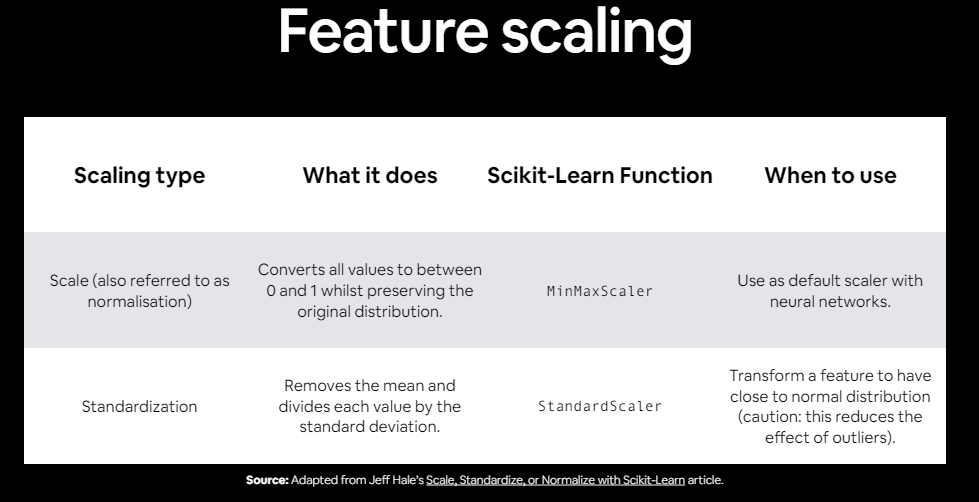 Feature scaling
Scaling type
What it does
Scikit-Learn Function
When to use
Scale (also referred to as
normalisation)
Converts all values to between
0 and 1 whilst preserving the
original distribution.
MinMaxScaler
Use as default scaler with
neural networks.
Standardization
Removes the mean and
divides each value by the
standard deviation.
StandardScaler
Transform a feature to have
close to normal distribution
(caution: this reduces the
effect of outliers).
Source: Adapted from Jeff Hale's Scale, Standardize, or Normalize with Scikit-Learn article.